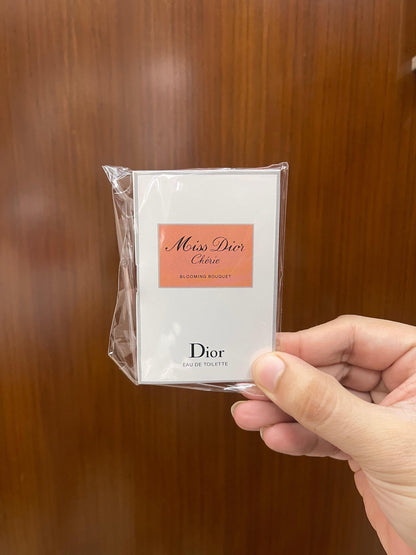 Miss Dior
Chérie
BLOOMING BOUQUET
Dior
EAU DE TOILETTE